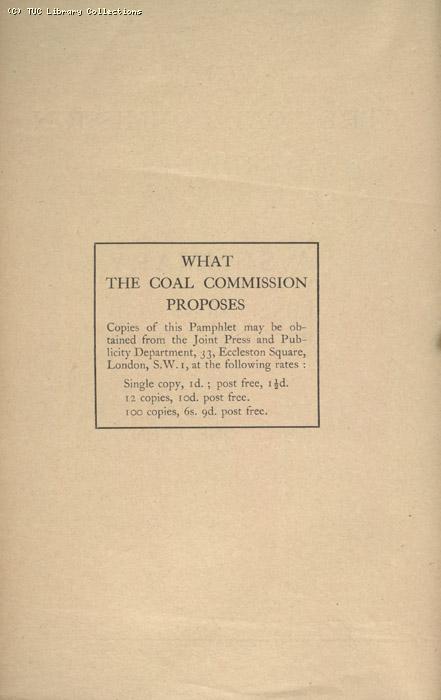 (C) TUC Library Collections
WHAT
THE COAL COMMISSION
PROPOSES
Copies of this Pamphlet may be ob-
tained from the Joint Press and Pub-
licity Department, 33, Eccleston Square,
London, S.W.1, at the following rates :
Single copy, 1d. ; post free, 1½d.
12 copies, 10d. post free.
100 copies, 6s. 9d. post free.